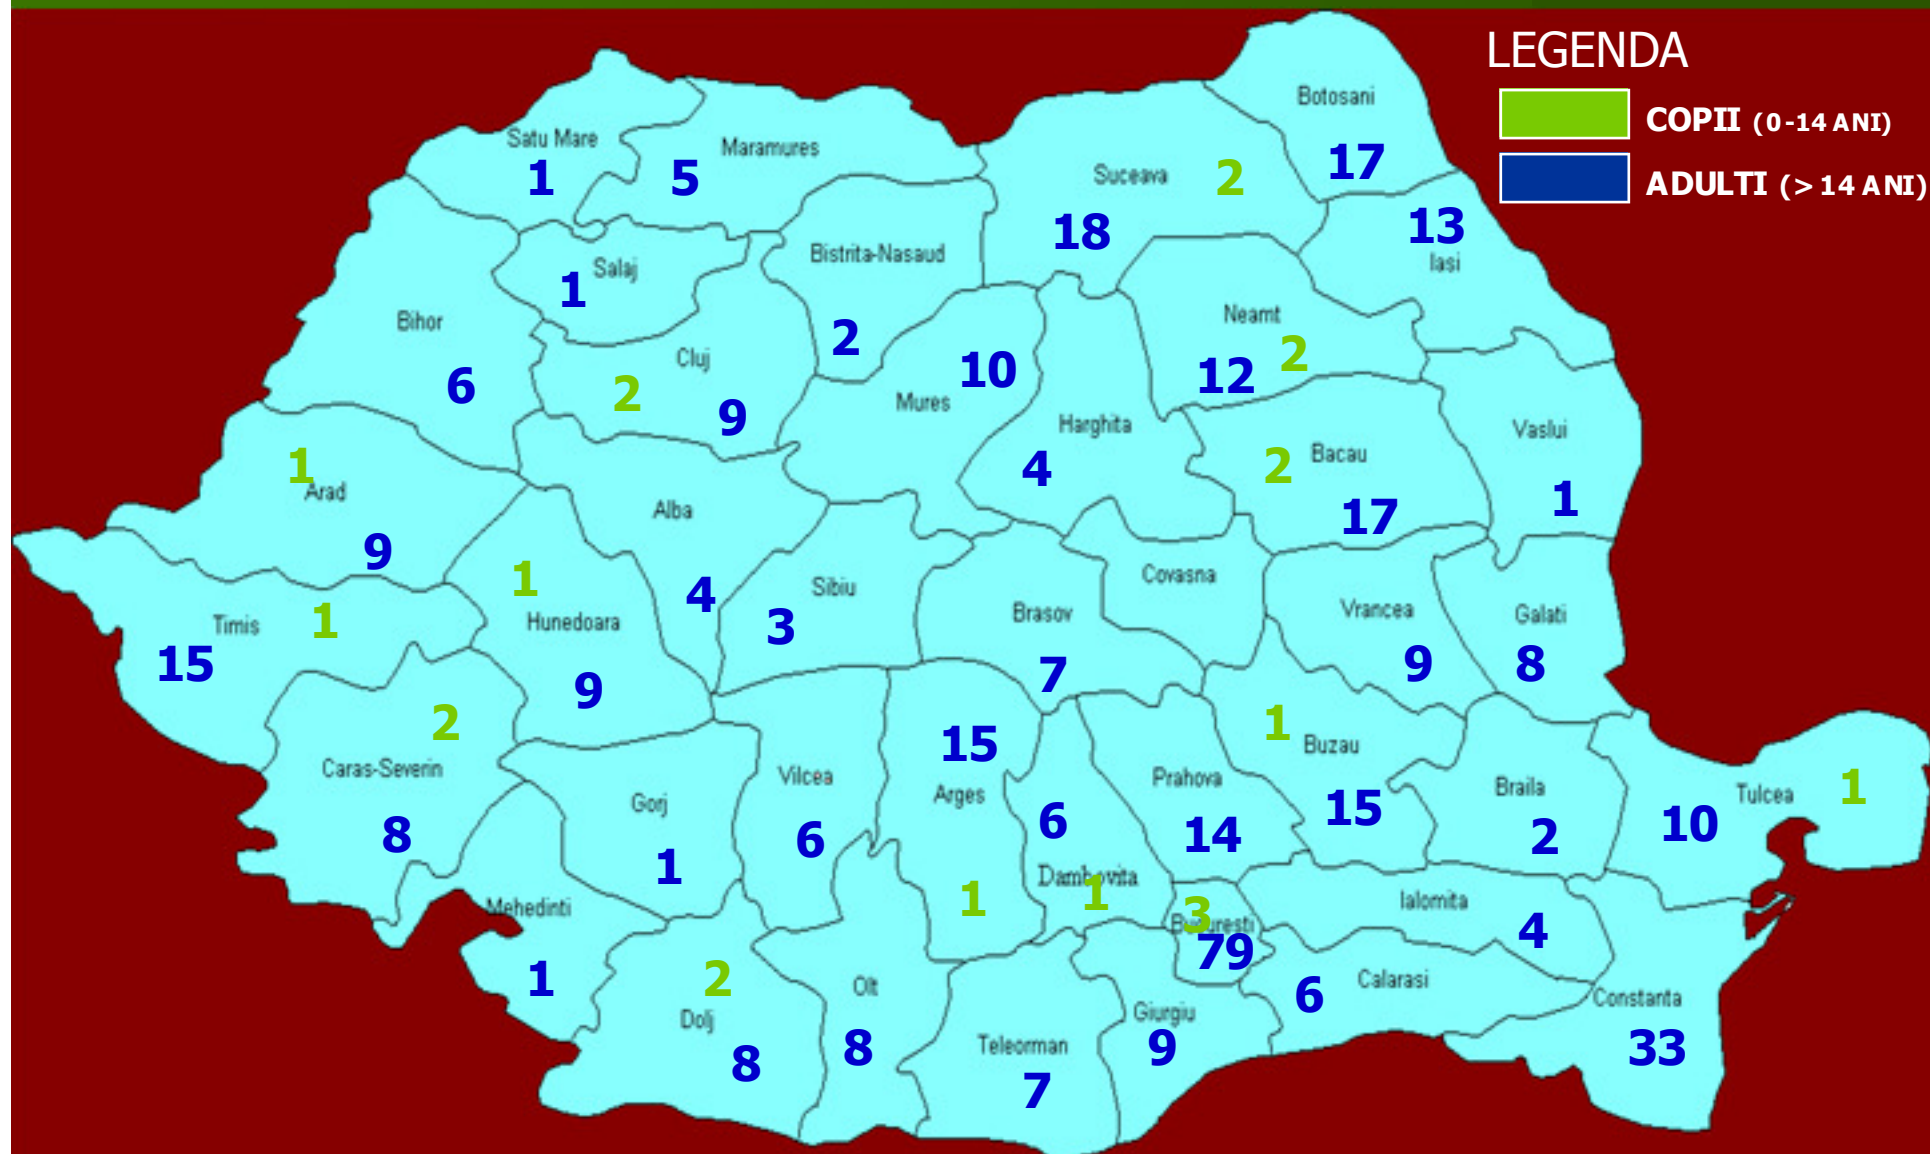 LEGENDA
COPII (0-14 ANI)
ADULTI (>14 ANI)
Botosani
17
Satu Mare
1
Maramures
5
Suceava
2
18
13
Iasi
Bistrita-Nasaud
2
Salaj
1
Bihor
6
Cluj
2
9
Mures
10
Neamt
12
2
Harghita
4
Bacau
2
17
Vaslui
1
1
Arad
9
Alba
4
Timis
1
15
1
Hunedoara
9
Sibiu
3
Brasov
7
Covasna
Vrancea
9
Galati
8
2
Caras-Severin
8
Gorj
1
Vilcea
6
15
Arges
1
6
Dambovita
1
Prahova
14
1
Buzau
15
Braila
2
Tulcea
1
10
Mehedinti
1
2
Dolj
8
Olt
8
Teleorman
7
Giurgiu
9
3
Bucuresti
79
Ialomita
4
Calarasi
6
Constanta
33